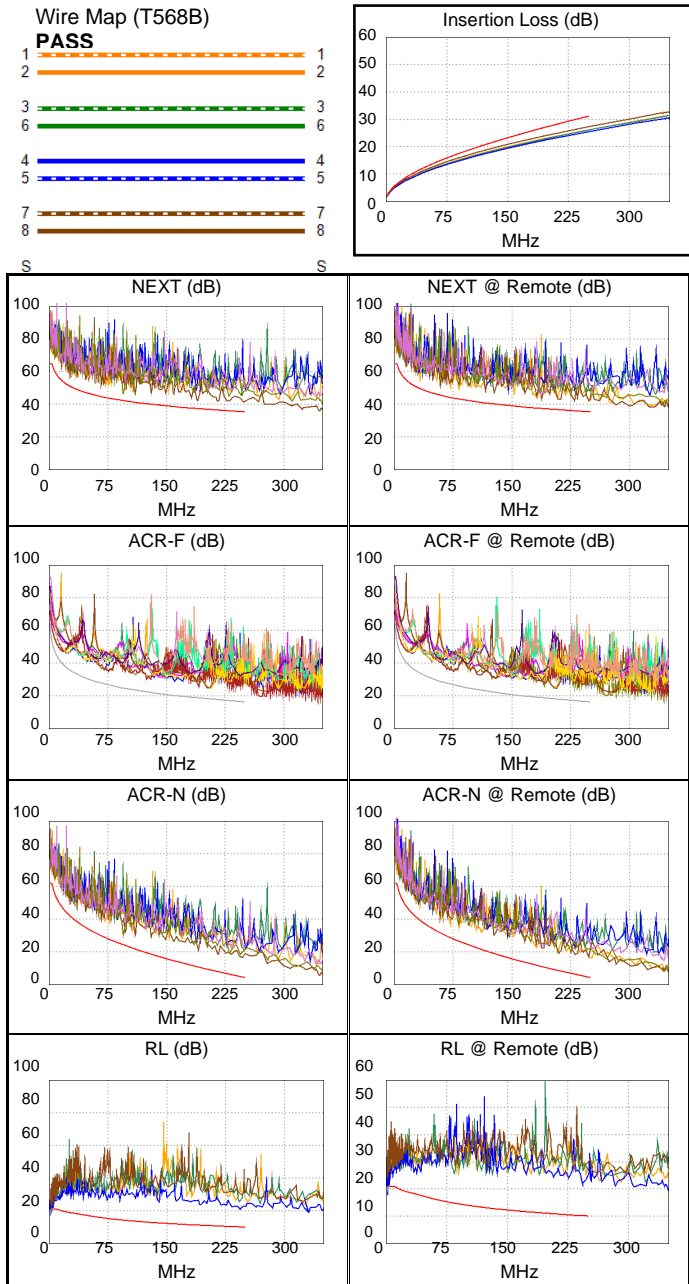 Wire Map (T568B)
PASS
1 1
2 2
3 3
6 6
4 4
5 5
7 7
8 8
S S
Insertion Loss (dB)
60
50
40
30
20
10
0
0 75 150 225 300
MHz
NEXT (dB)
100
80
60
40
20
0
0 75 150 225 300
MHz
NEXT @ Remote (dB)
100
80
60
40
20
0
0 75 150 225 300
MHz
ACR-F (dB)
100
80
60
40
20
0
0 75 150 225 300
MHz
ACR-F @ Remote (dB)
100
80
60
40
20
0
0 75 150 225 300
MHz
ACR-N (dB)
100
80
60
40
20
0
0 75 150 225 300
MHz
ACR-N @ Remote (dB)
100
80
60
40
20
0
0 75 150 225 300
MHz
RL (dB)
100
80
60
40
20
0
0 75 150 225 300
MHz
RL @ Remote (dB)
60
50
40
30
20
10
0
0 75 150 225 300
MHz